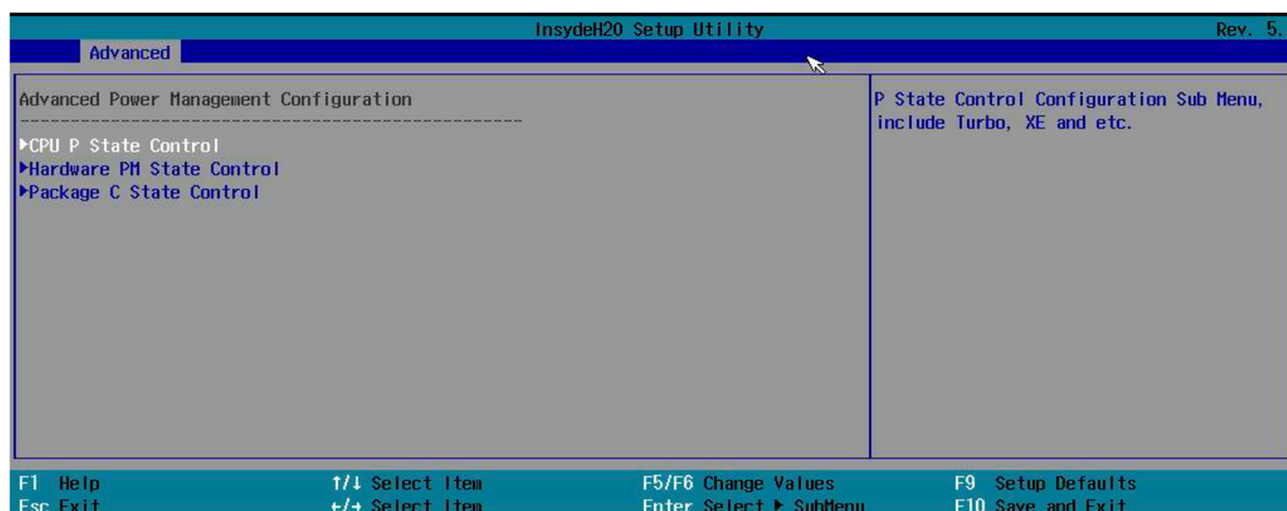 InsydeH20 Setup Utility Rev. 5.
Advanced
Advanced Power Management Configuration
----------------------------------------------------
▶CPU P State Control
▶Hardware PM State Control
▶Package C State Control
P State Control Configuration Sub Menu,
include Turbo, XE and etc.
F1 Help ↑/↓ Select Item F5/F6 Change Values F9 Setup Defaults
Esc Exit ←/→ Select Item Enter Select ▶ SubMenu F10 Save and Exit